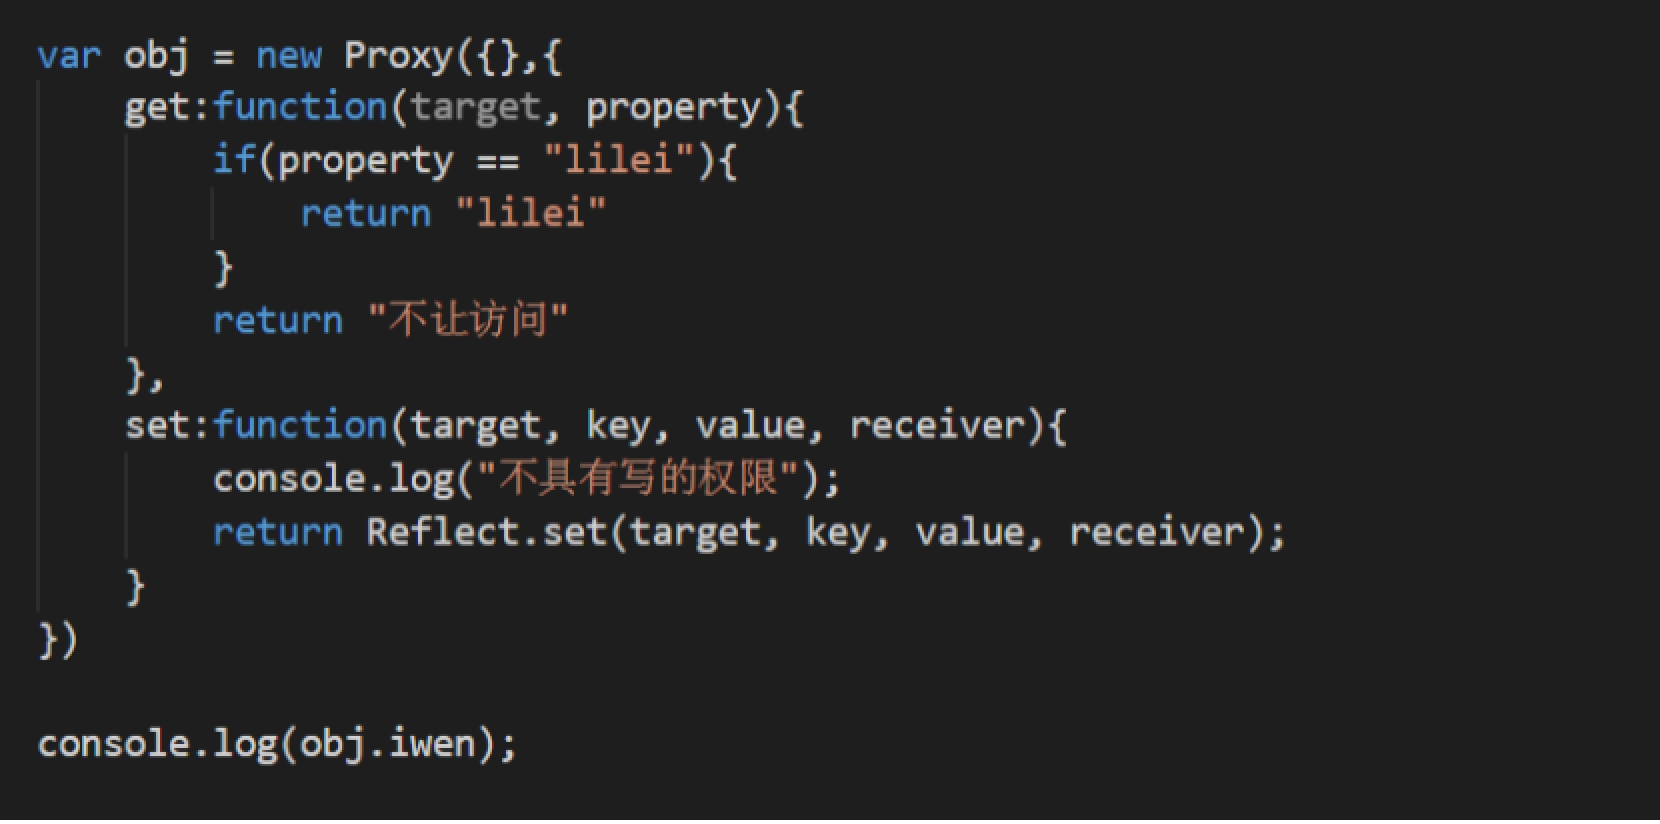 var obj = new Proxy({},{
    get:function(target, property){
        if(property == "lilei"){
            return "lilei"
        }
        return "不让访问"
    },
    set:function(target, key, value, receiver){
        console.log("不具有写的权限");
        return Reflect.set(target, key, value, receiver);
    }
})

console.log(obj.iwen);